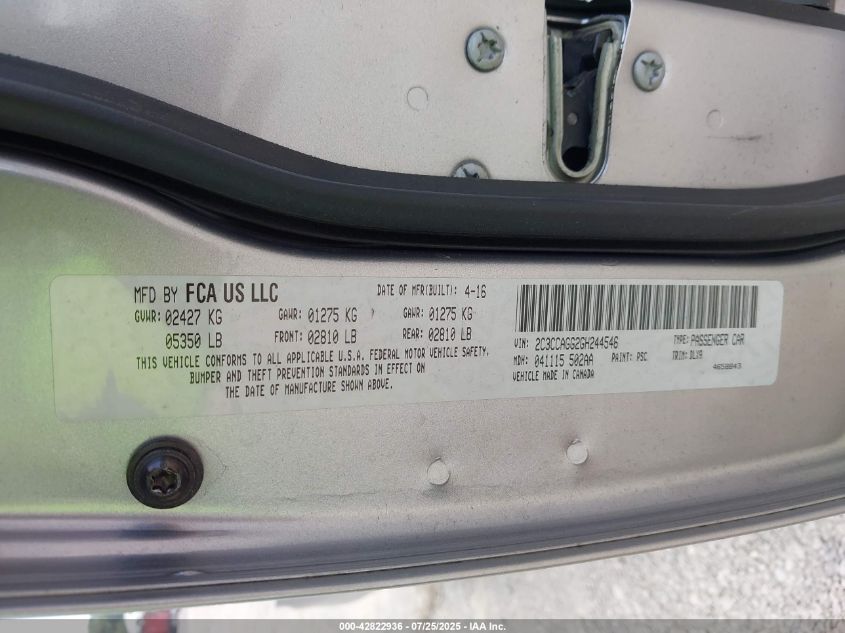 MFD BY FCA US LLC DATE OF MFR(BUILT): 4-16
GVWR: 02427 KG GAWR: 01275 KG GAWR: 01275 KG
05350 LB FRONT: 02810 LB REAR: 02810 LB
THIS VEHICLE CONFORMS TO ALL APPLICABLE U.S.A. FEDERAL MOTOR VEHICLE SAFETY,
BUMPER AND THEFT PREVENTION STANDARDS IN EFFECT ON
THE DATE OF MANUFACTURE SHOWN ABOVE.
VIN: 2C3CCAGG2GH244546 TYPE: PASSENGER CAR
MDH: 041115 502AA PAINT: PSC TRIM: DLX9
VEHICLE MADE IN CANADA
000-42822936 - 07/25/2025 - IAA Inc.